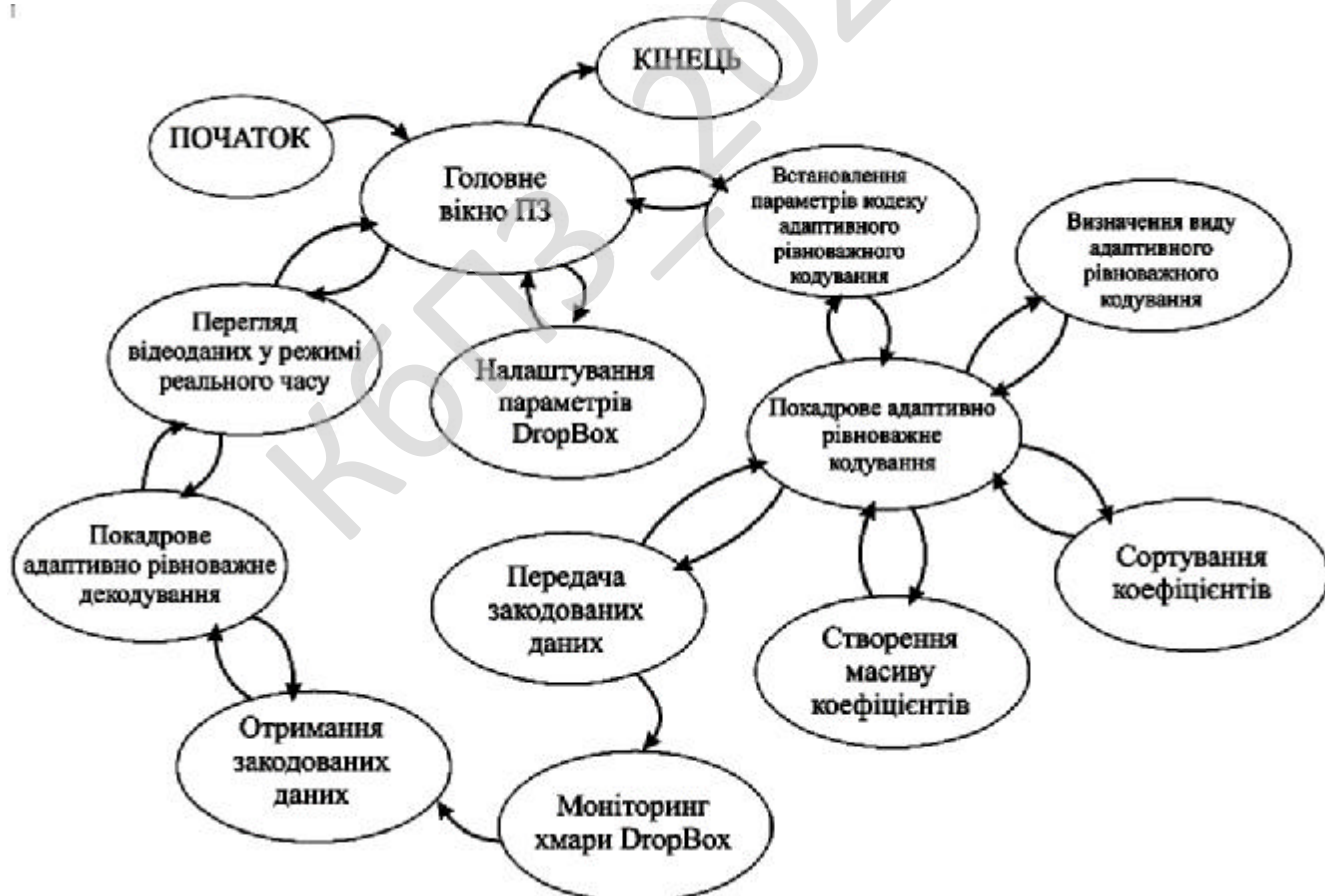 КІНЕЦЬ
ПОЧАТОК
Головне
вікно ПЗ
Встановлення
параметрів кодеку
адаптивного
рівноважного
кодування
Визначення виду
адаптивного
рівноважного
кодування
Перегляд
відеоданих у режимі
реального часу
Налаштування
параметрів
DropBox
Покадрове адаптивно
рівноважне
кодування
Покадрове
адаптивно рівноважне
декодування
Передача
закодованих
даних
Сортування
коефіцієнтів
Створення
масиву
коефіцієнтів
Отримання
закодованих
даних
Моніторинг
хмари DropBox